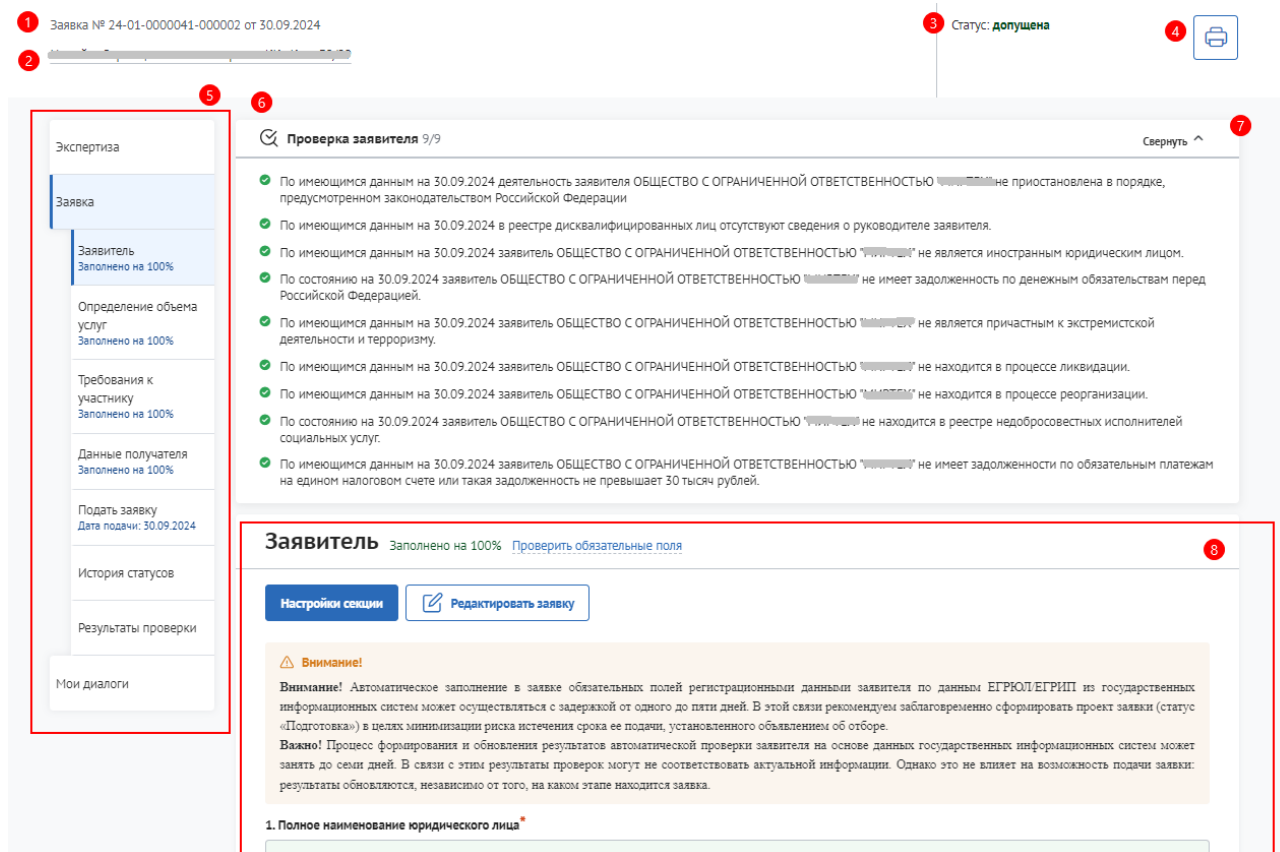 1 Заявка № 24-01-0000041-000002 от 30.09.2024
2
3 Статус: допущена
4
5
Экспертиза
Заявка
Заявитель
Заполнено на 100%
Определение объема
услуг
Заполнено на 100%
Требования к
участнику
Заполнено на 100%
Данные получателя
Заполнено на 100%
Подать заявку
Дата подачи: 30.09.2024
История статусов
Результаты проверки
Мои диалоги
6
Проверка заявителя 9/9
7
Свернуть
По имеющимся данным на 30.09.2024 деятельность заявителя ОБЩЕСТВО С ОГРАНИЧЕННОЙ ОТВЕТСТВЕННОСТЬЮ не приостановлена в порядке,
предусмотренном законодательством Российской Федерации
По имеющимся данным на 30.09.2024 в реестре дисквалифицированных лиц отсутствуют сведения о руководителе заявителя.
По имеющимся данным на 30.09.2024 заявитель ОБЩЕСТВО С ОГРАНИЧЕННОЙ ОТВЕТСТВЕННОСТЬЮ " " не является иностранным юридическим лицом.
По состоянию на 30.09.2024 заявитель ОБЩЕСТВО С ОГРАНИЧЕННОЙ ОТВЕТСТВЕННОСТЬЮ " " не имеет задолженность по денежным обязательствам перед
Российской Федерацией.
По имеющимся данным на 30.09.2024 заявитель ОБЩЕСТВО С ОГРАНИЧЕННОЙ ОТВЕТСТВЕННОСТЬЮ " " не является причастным к экстремистской
деятельности и терроризму.
По имеющимся данным на 30.09.2024 заявитель ОБЩЕСТВО С ОГРАНИЧЕННОЙ ОТВЕТСТВЕННОСТЬЮ " " не находится в процессе ликвидации.
По имеющимся данным на 30.09.2024 заявитель ОБЩЕСТВО С ОГРАНИЧЕННОЙ ОТВЕТСТВЕННОСТЬЮ " " не находится в процессе реорганизации.
По состоянию на 30.09.2024 заявитель ОБЩЕСТВО С ОГРАНИЧЕННОЙ ОТВЕТСТВЕННОСТЬЮ " " не находится в реестре недобросовестных исполнителей
социальных услуг.
По имеющимся данным на 30.09.2024 заявитель ОБЩЕСТВО С ОГРАНИЧЕННОЙ ОТВЕТСТВЕННОСТЬЮ " " не имеет задолженности по обязательным платежам
на едином налоговом счете или такая задолженность не превышает 30 тысяч рублей.
Заявитель Заполнено на 100% Проверить обязательные поля
8
Настройки секции Редактировать заявку
Внимание!
Внимание! Автоматическое заполнение в заявке обязательных полей регистрационными данными заявителя по данным ЕГРЮЛ/ЕГРИП из государственных
информационных систем может осуществляться с задержкой от одного до пяти дней. В этой связи рекомендуем заблаговременно сформировать проект заявки (статус
«Подготовка») в целях минимизации риска истечения срока ее подачи, установленного объявлением об отборе.
Важно! Процесс формирования и обновления результатов автоматической проверки заявителя на основе данных государственных информационных систем может
занять до семи дней. В связи с этим результаты проверок могут не соответствовать актуальной информации. Однако это не влияет на возможность подачи заявки:
результаты обновляются, независимо от того, на каком этапе находится заявка.
1. Полное наименование юридического лица*